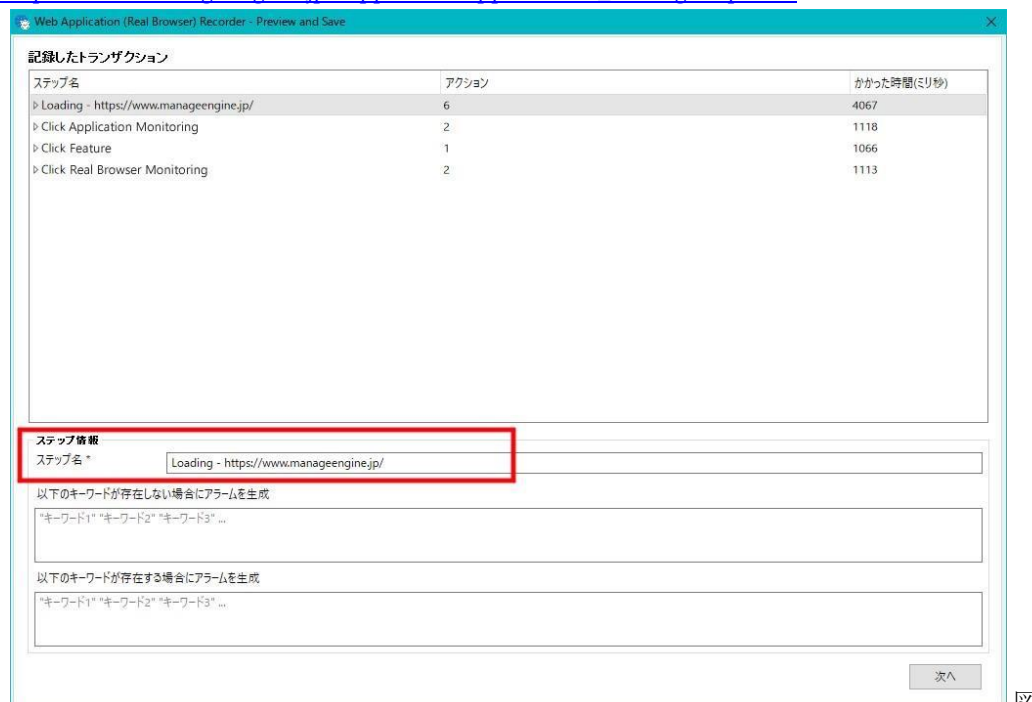 Web Application (Real Browser) Recorder - Preview and Save
記録したトランザクション
ステップ名 アクション かかった時間(ミリ秒)
Loading - https://www.manageengine.jp/ 6 4067
Click Application Monitoring 2 1118
Click Feature 1 1066
Click Real Browser Monitoring 2 1113
ステップ情報
ステップ名 * Loading - https://www.manageengine.jp/
以下のキーワードが存在しない場合にアラームを生成
"キーワード1" "キーワード2" "キーワード3" ...
以下のキーワードが存在する場合にアラームを生成
"キーワード1" "キーワード2" "キーワード3" ...
次へ